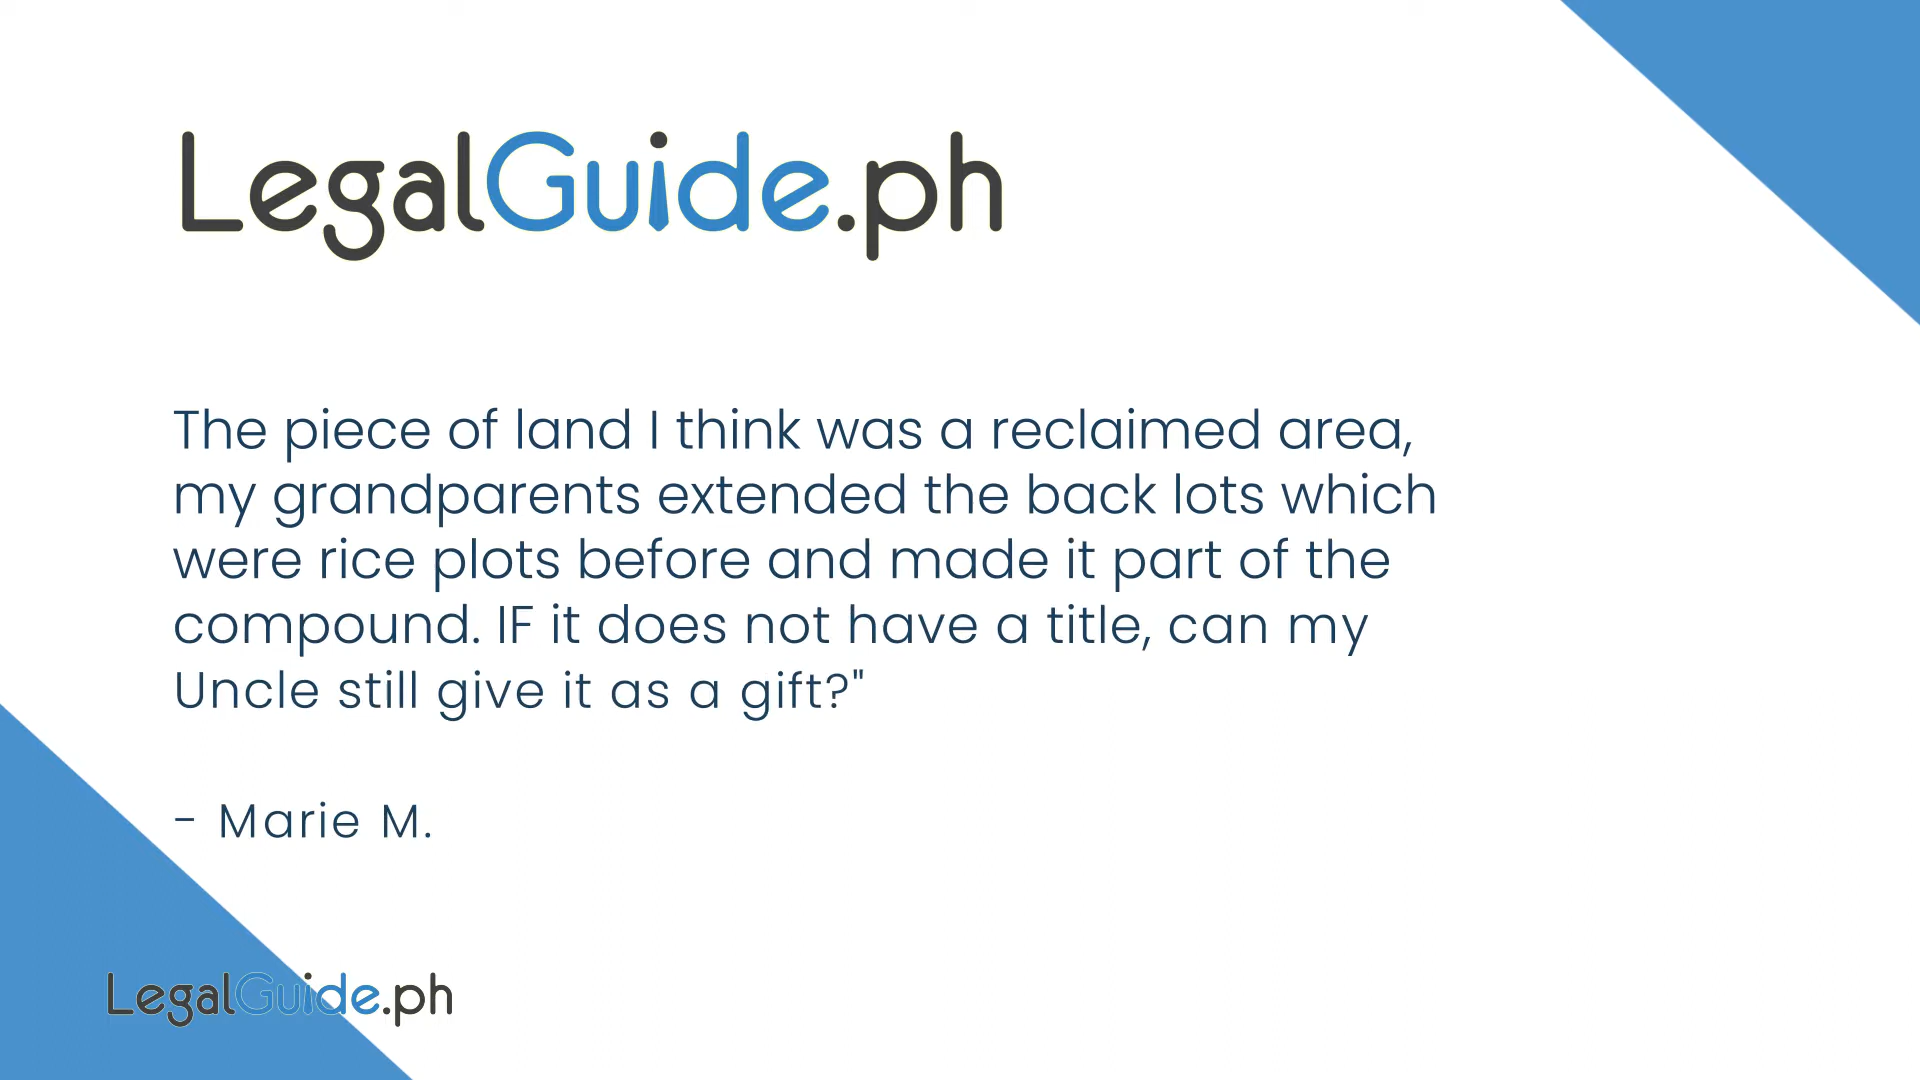 LegalGuide.ph
The piece of land I think was a reclaimed area,
my grandparents extended the back lots which
were rice plots before and made it part of the
compound. IF it does not have a title, can my
Uncle still give it as a gift?"
- Marie M.
LegalGuide.ph